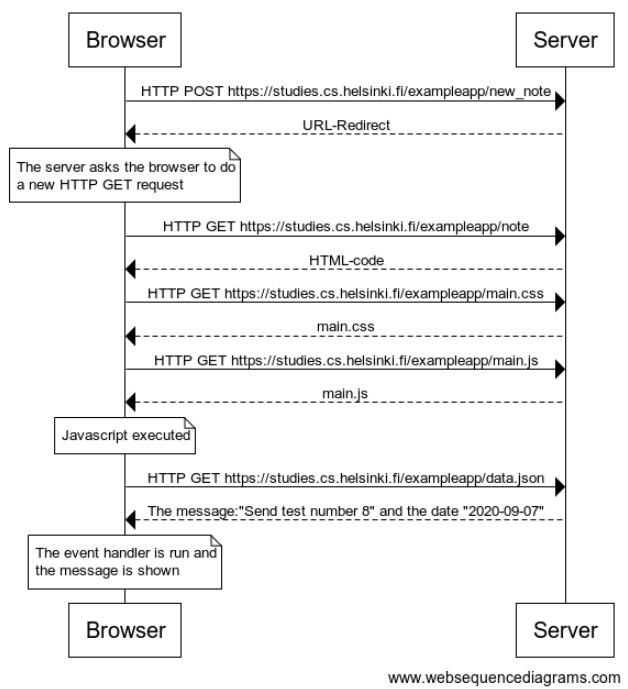 Browser
Server
HTTP POST https://studies.cs.helsinki.fi/exampleapp/new_note
URL-Redirect
The server asks the browser to do
a new HTTP GET request
HTTP GET https://studies.cs.helsinki.fi/exampleapp/note
HTML-code
HTTP GET https://studies.cs.helsinki.fi/exampleapp/main.css
main.css
HTTP GET https://studies.cs.helsinki.fi/exampleapp/main.js
main.js
Javascript executed
HTTP GET https://studies.cs.helsinki.fi/exampleapp/data.json
The message:"Send test number 8" and the date "2020-09-07"
The event handler is run and
the message is shown
Browser
Server
www.websequencediagrams.com